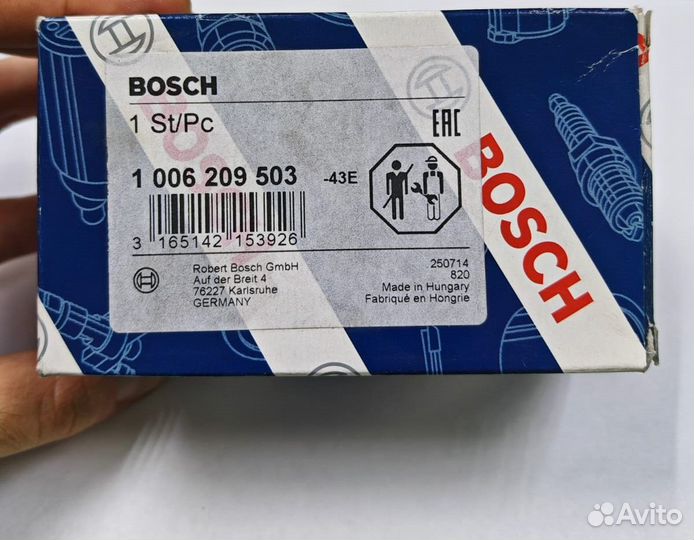 BOSCH
1 St/Pc
EAC
1 006 209 503 -43E
3 165142 153926
Robert Bosch GmbH
Auf der Breit 4
76227 Karlsruhe
GERMANY
250714
820
Made in Hungary
Fabriqué en Hongrie
BOSCH
BOSCH
Avito